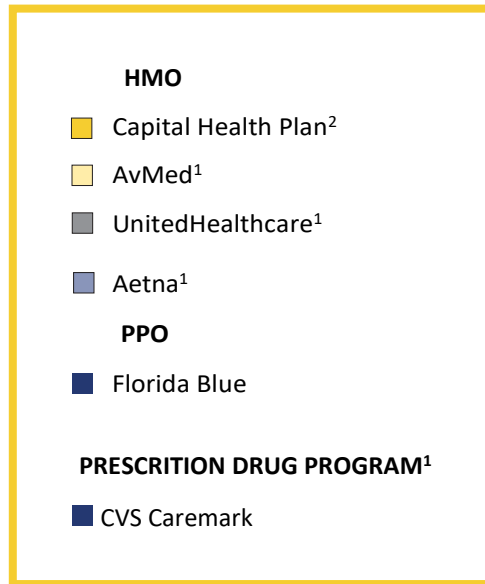 HMO
Capital Health Plan²
AvMed¹
UnitedHealthcare¹
Aetna¹
PPO
Florida Blue
PRESCRITION DRUG PROGRAM¹
CVS Caremark